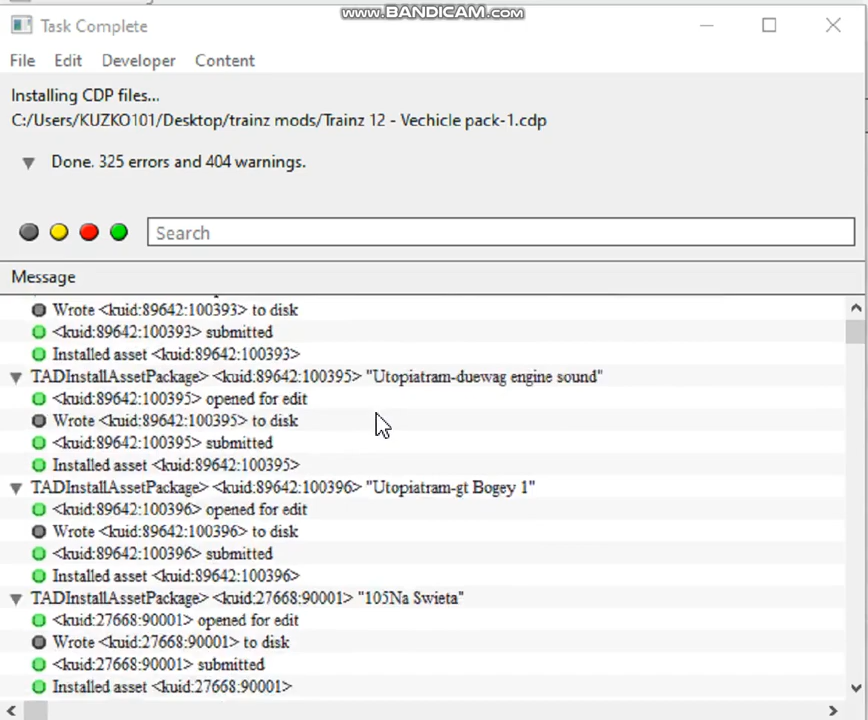 www.BANDICAM.com
Task Complete
File Edit Developer Content
Installing CDP files...
C:/Users/KUZKO101/Desktop/trainz mods/Trainz 12 - Vechicle pack-1.cdp
Done. 325 errors and 404 warnings.
Search
Message
Wrote <kuid:89642:100393> to disk
<kuid:89642:100393> submitted
Installed asset <kuid:89642:100393>
TADInstallAssetPackage> <kuid:89642:100395> "Utopiatram-duewag engine sound"
<kuid:89642:100395> opened for edit
Wrote <kuid:89642:100395> to disk
<kuid:89642:100395> submitted
Installed asset <kuid:89642:100395>
TADInstallAssetPackage> <kuid:89642:100396> "Utopiatram-gt Bogey 1"
<kuid:89642:100396> opened for edit
Wrote <kuid:89642:100396> to disk
<kuid:89642:100396> submitted
Installed asset <kuid:89642:100396>
TADInstallAssetPackage> <kuid:27668:90001> "105Na Swieta"
<kuid:27668:90001> opened for edit
Wrote <kuid:27668:90001> to disk
<kuid:27668:90001> submitted
Installed asset <kuid:27668:90001>